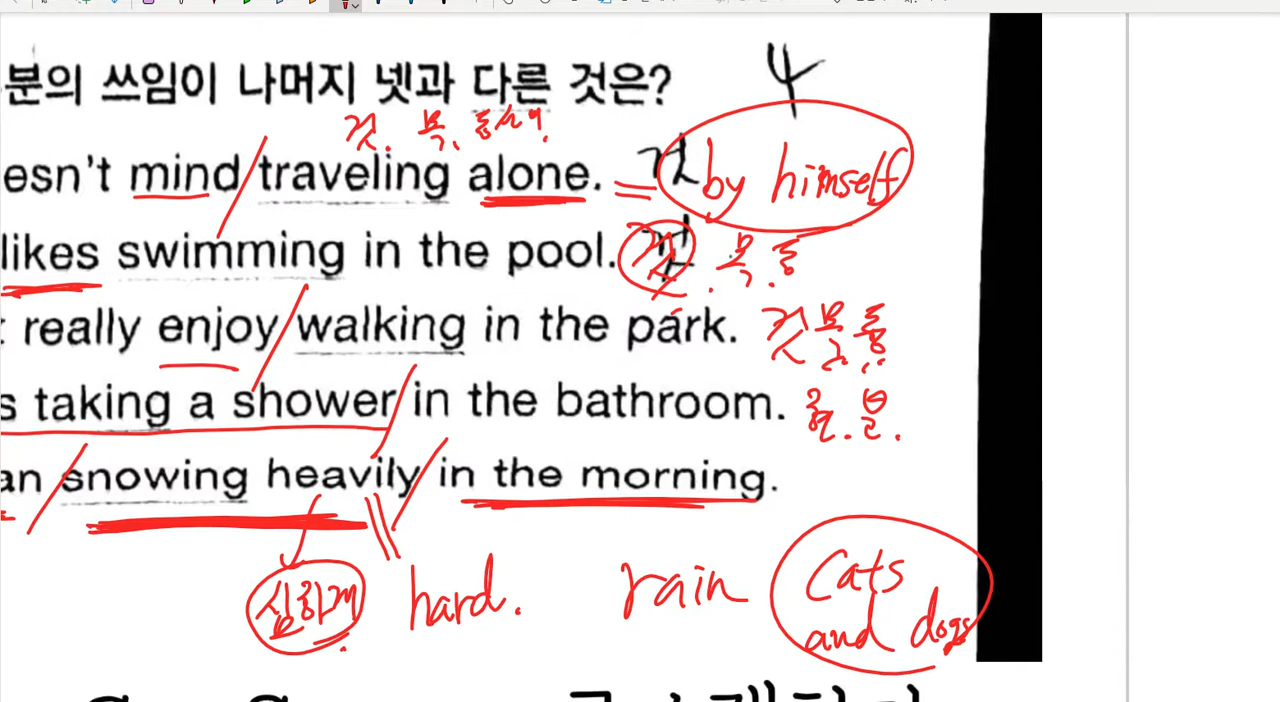 분의 쓰임이 나머지 넷과 다른 것은? 4
것. 목. 동사어.
esn't mind traveling alone. = 것 by himself
likes swimming in the pool. 것. 목. 동
really enjoy walking in the park. 것 목 동
s taking a shower in the bathroom. 현. 분.
an snowing heavily in the morning.
심하게 hard. rain Cats
and dogs